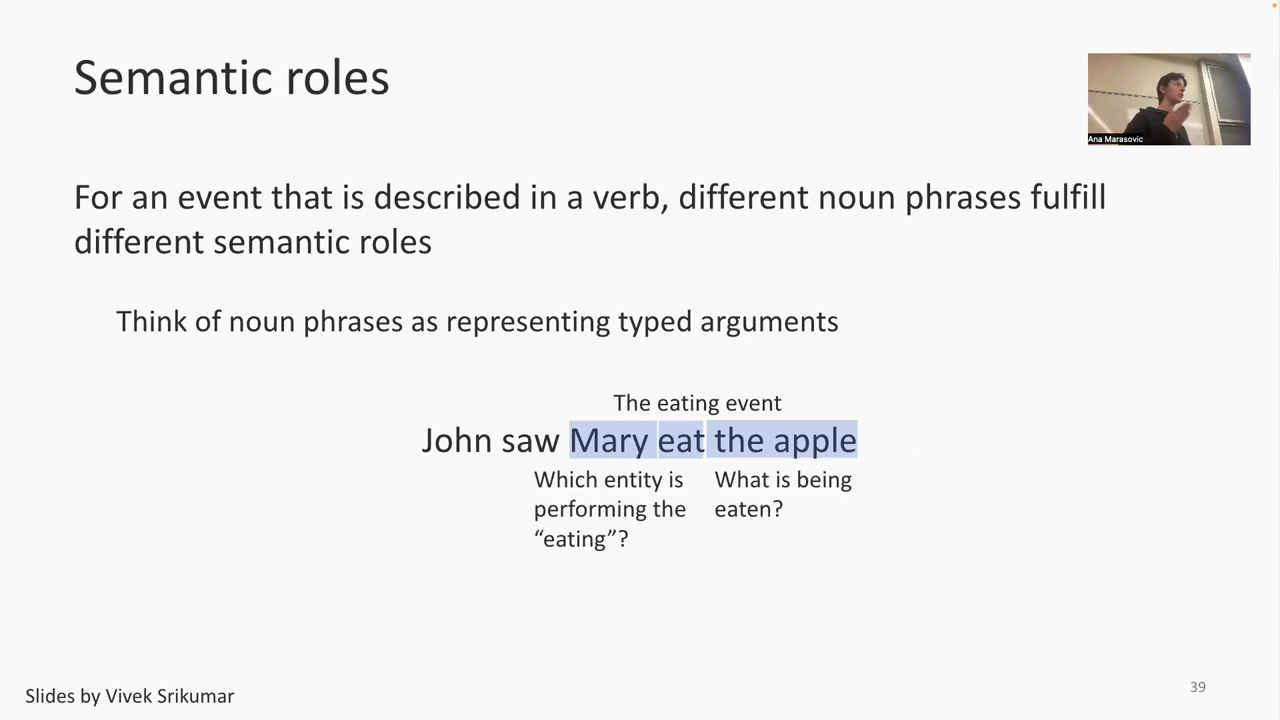 Semantic roles
Ana Marasovic
For an event that is described in a verb, different noun phrases fulfill
different semantic roles
Think of noun phrases as representing typed arguments
The eating event
John saw Mary eat the apple
Which entity is
performing the
“eating”?
What is being
eaten?
Slides by Vivek Srikumar
39